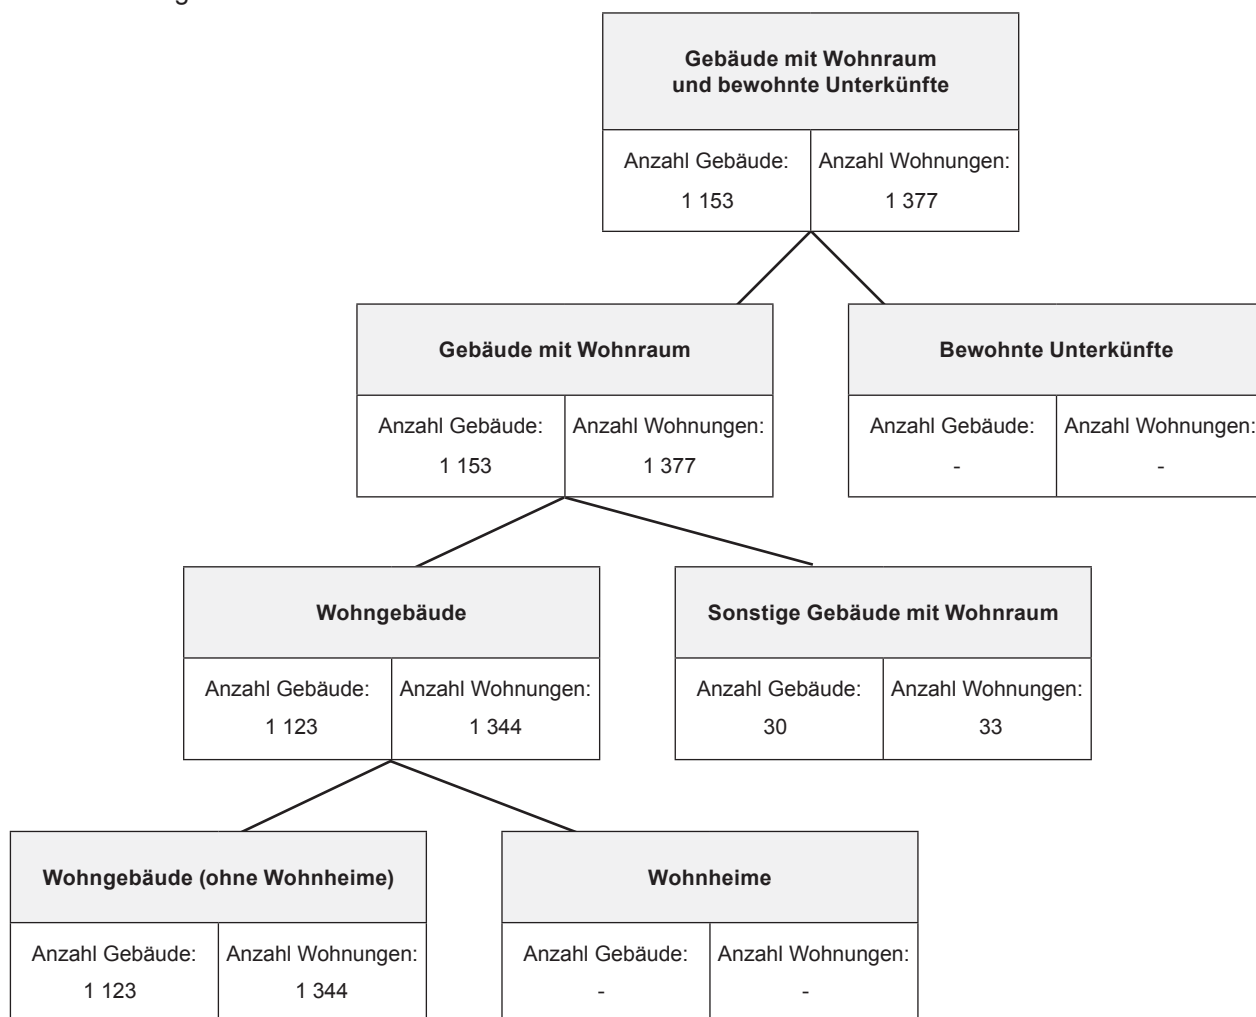 Gebäude mit Wohnraum
und bewohnte Unterkünfte
Anzahl Gebäude: Anzahl Wohnungen:
1 153 1 377
Gebäude mit Wohnraum
Bewohnte Unterkünfte
Anzahl Gebäude: Anzahl Wohnungen:
1 153 1 377
Anzahl Gebäude: Anzahl Wohnungen:
- -
Wohngebäude
Sonstige Gebäude mit Wohnraum
Anzahl Gebäude: Anzahl Wohnungen:
1 123 1 344
Anzahl Gebäude: Anzahl Wohnungen:
30 33
Wohngebäude (ohne Wohnheime)
Wohnheime
Anzahl Gebäude: Anzahl Wohnungen:
1 123 1 344
Anzahl Gebäude: Anzahl Wohnungen:
- -